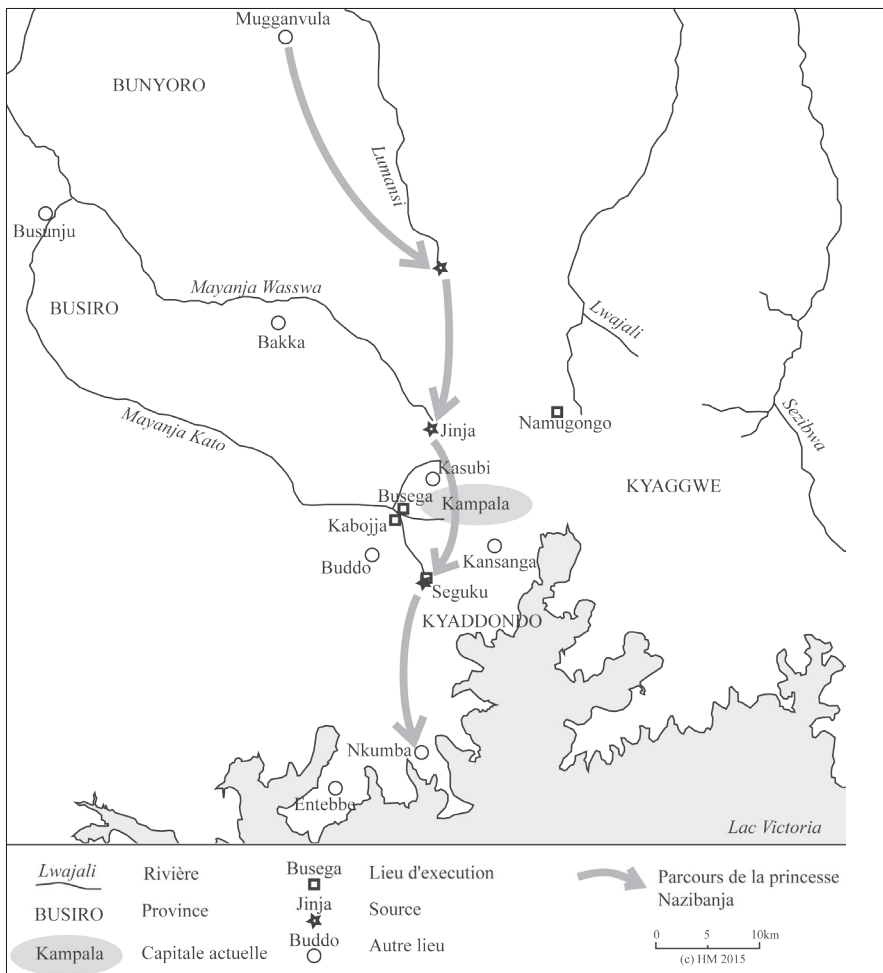 Mugganvula
BUNYORO
Lumansi
Busunju
Mayanja Wasswa
BUSIRO
Bakka
Lwajali
Mayanja Kato
Jinja
Namugongo
Sezibwa
Kasubi
KYAGGWE
Busega
Kampala
Kabojja
Buddo
Kansanga
Seguku
KYADDONDO
Nkumba
Entebbe
Lac Victoria
Lwajali
Rivière
BUSIRO
Province
Kampala
Capitale actuelle
Busega
Lieu d'execution
Jinja
Source
Buddo
Autre lieu
Parcours de la princesse
Nazibanja
0 5 10km
(c) HM 2015